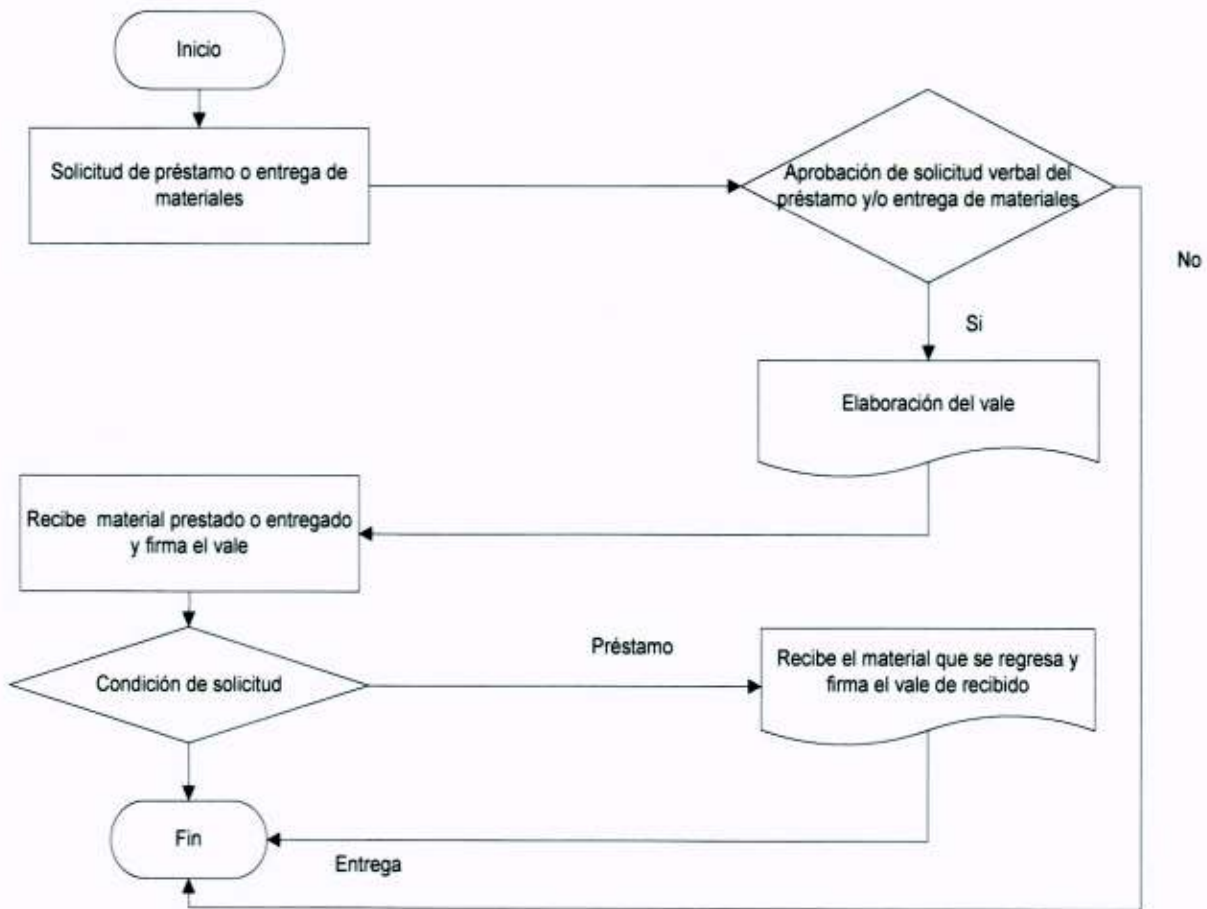 Inicio
Solicitud de préstamo o entrega de
materiales
Aprobación de solicitud verbal del
préstamo y/o entrega de materiales
No
Si
Elaboración del vale
Recibe material prestado o entregado
y firma el vale
Condición de solicitud
Préstamo
Recibe el material que se regresa y
firma el vale de recibido
Fin
Entrega